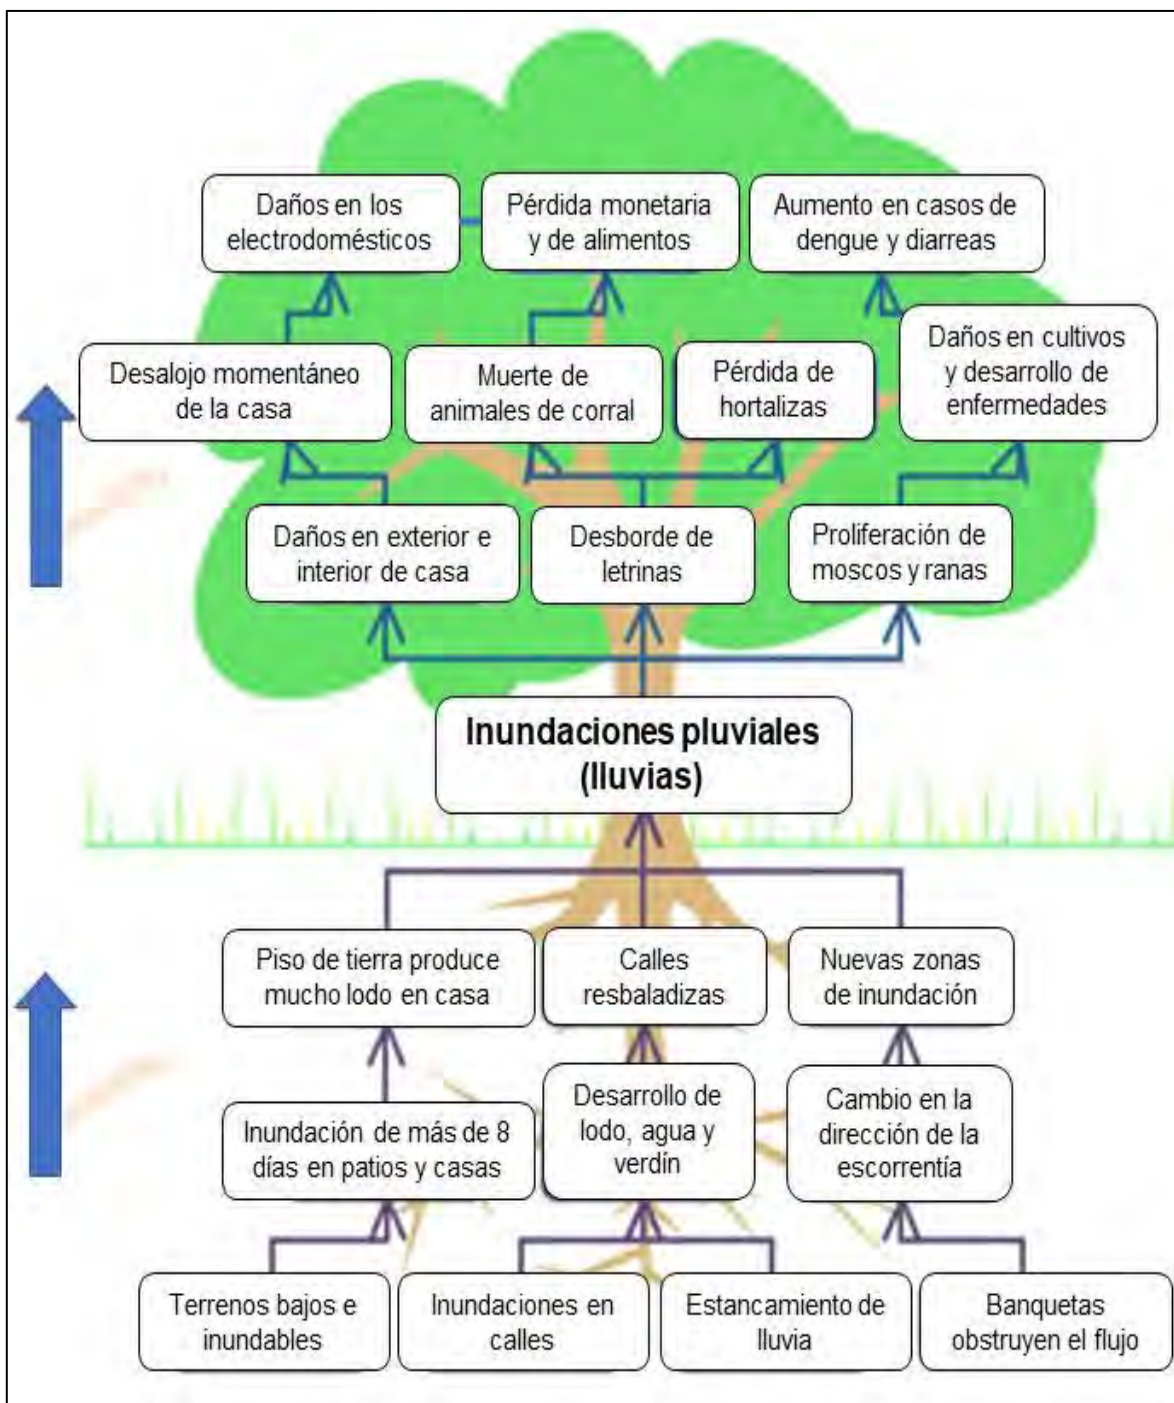 Daños en los
electrodomésticos
Pérdida monetaria
y de alimentos
Aumento en casos de
dengue y diarreas
Desalojo momentáneo
de la casa
Muerte de
animales de corral
Pérdida de
hortalizas
Daños en cultivos
y desarrollo de
enfermedades
Daños en exterior e
interior de casa
Desborde de
letrinas
Proliferación de
moscos y ranas
Inundaciones pluviales
(lluvias)
Piso de tierra produce
mucho lodo en casa
Calles
resbaladizas
Nuevas zonas
de inundación
Inundación de más de 8
días en patios y casas
Desarrollo de
lodo, agua y
verdín
Cambio en la
dirección de la
escorrentía
Terrenos bajos e
inundables
Inundaciones en
calles
Estancamiento de
lluvia
Banquetas
obstruyen el flujo